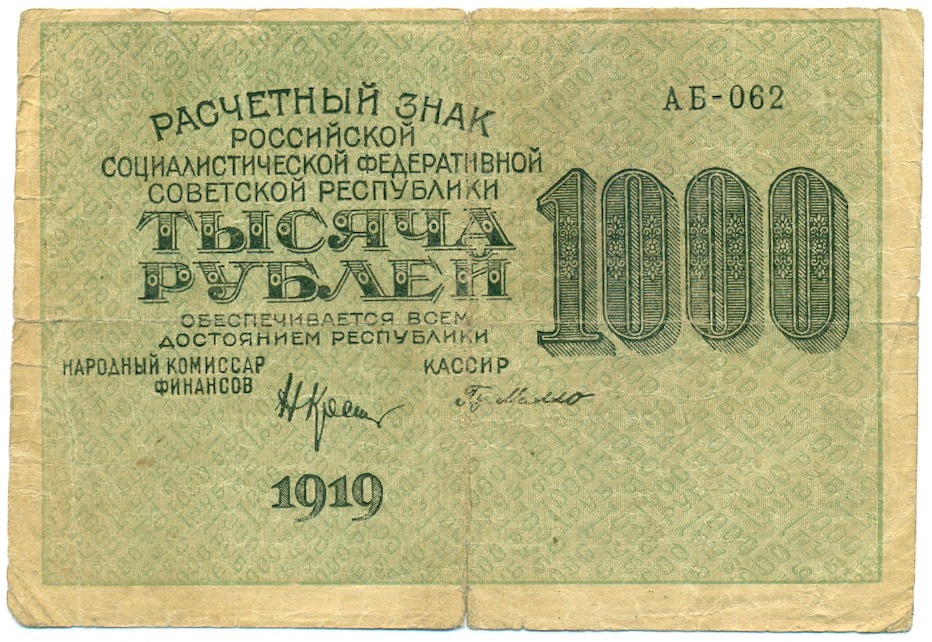 АБ-062
РАСЧЕТНЫЙ ЗНАК
РОССИЙСКОЙ
СОЦИАЛИСТИЧЕСКОЙ ФЕДЕРАТИВНОЙ
СОВЕТСКОЙ РЕСПУБЛИКИ
ТЫСЯЧА
РУБЛЕЙ
1000
ОБЕСПЕЧИВАЕТСЯ ВСЕМ
ДОСТОЯНИЕМ РЕСПУБЛИКИ
НАРОДНЫЙ КОМИССАР
ФИНАНСОВ
КАССИР
1919